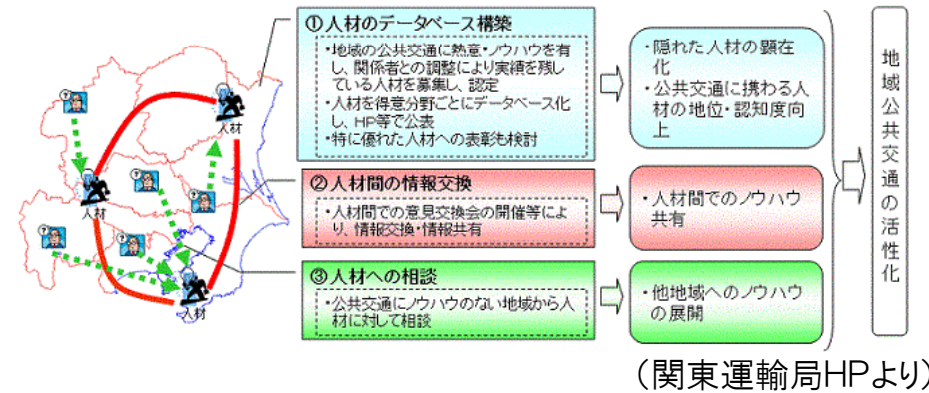 ①人材のデータベース構築
・地域の公共交通に熱意・ノウハウを有
し、関係者との調整により実績を残し
ている人材を募集し、認定
・人材を得意分野ごとにデータベース化
し、HP等で公表
・特に優れた人材への表彰も検討
・隠れた人材の顕在
化
・公共交通に携わる人
材の地位・認知度向
上
②人材間の情報交換
・人材間での意見交換会の開催等によ
り、情報交換・情報共有
・人材間でのノウハウ
共有
③人材への相談
・公共交通にノウハウのない地域から人
材に対して相談
・他地域へのノウハウ
の展開
地域公共交通の活性化
人材
人材
人材
?
?
?
?
?
（関東運輸局HPより）